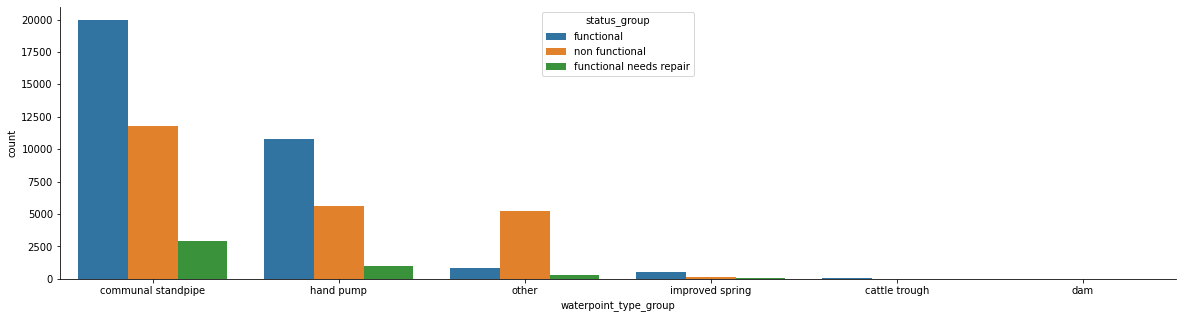 status_group
functional
non functional
functional needs repair
20000
17500
15000
12500
10000
7500
5000
2500
0
count
communal standpipe
hand pump
other
improved spring
cattle trough
dam
waterpoint_type_group